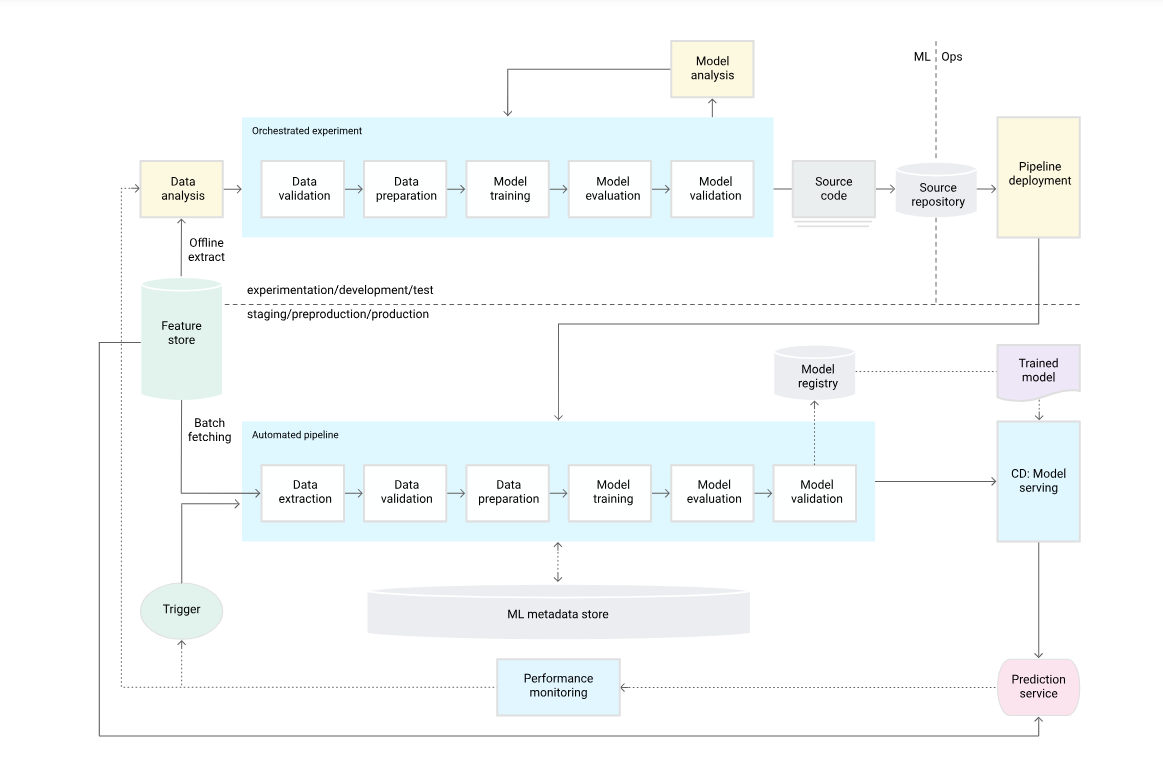 Model
analysis
ML
Ops
Orchestrated experiment
Data
analysis
Data
validation
Data
preparation
Model
training
Model
evaluation
Model
validation
Source
code
Source
repository
Pipeline
deployment
Offline
extract
experimentation/development/test
staging/preproduction/production
Feature
store
Model
registry
Trained
model
Batch
fetching
Automated pipeline
Data
extraction
Data
validation
Data
preparation
Model
training
Model
evaluation
Model
validation
CD: Model
serving
Trigger
ML metadata store
Performance
monitoring
Prediction
service